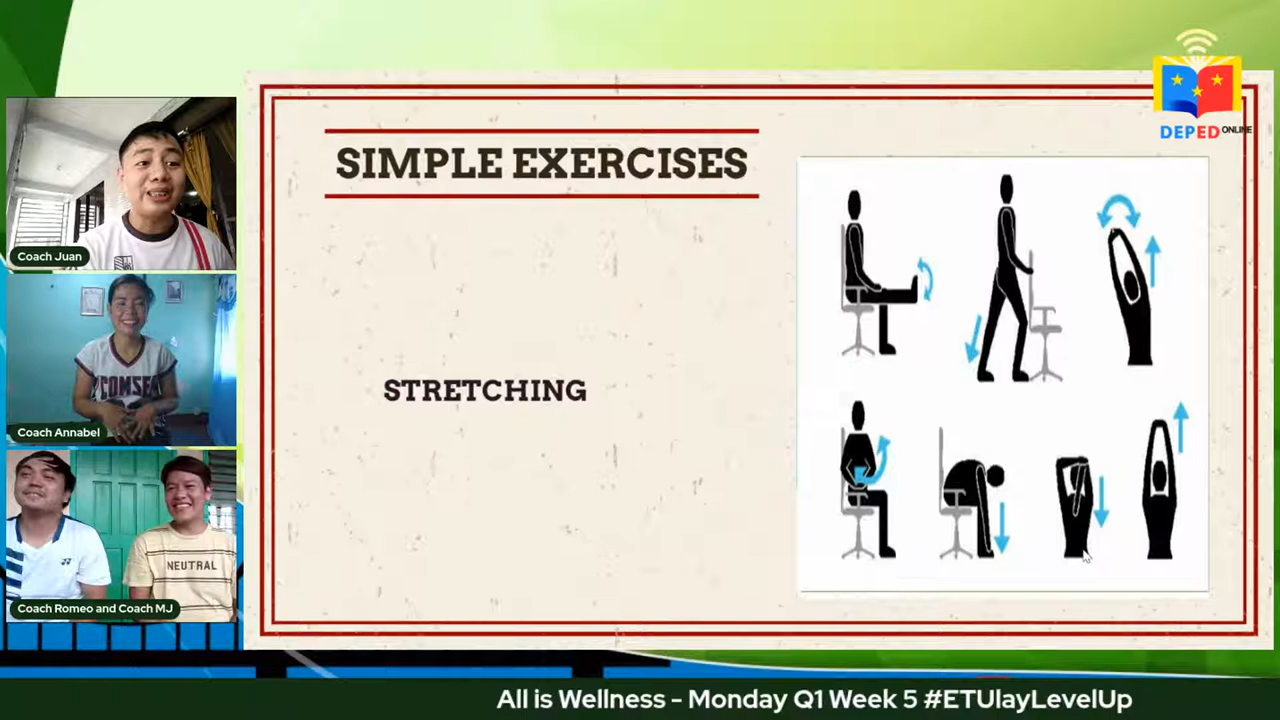 DEPED ONLINE
SIMPLE EXERCISES
STRETCHING
Coach Juan
Coach Annabel
NEUTRAL
Coach Romeo and Coach MJ
All is Wellness - Monday Q1 Week 5 #ETUlayLevelUp